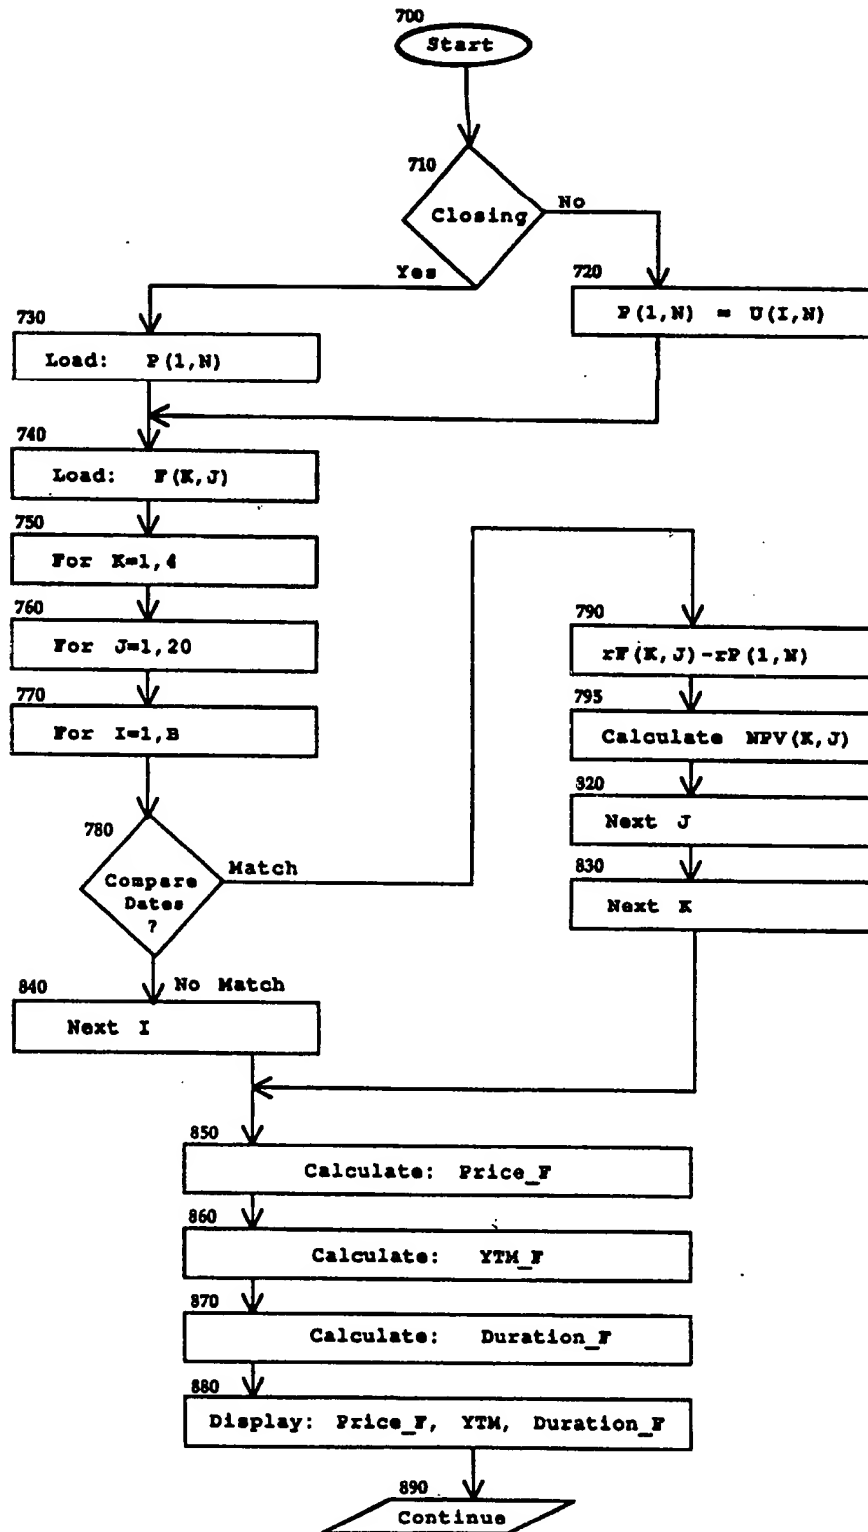 700
Start
710
Closing
No
Yes
720
P(1,N) = U(I,N)
730
Load: P(1,N)
740
Load: F(K,J)
750
For K=1,4
760
For J=1,20
770
For I=1,B
780
Compare
Dates
?
Match
No Match
790
rF(K,J)-rP(1,N)
795
Calculate NPV(K,J)
820
Next J
830
Next K
840
Next I
850
Calculate: Price_F
860
Calculate: YTM_F
870
Calculate: Duration_F
880
Display: Price_F, YTM, Duration_F
890
Continue